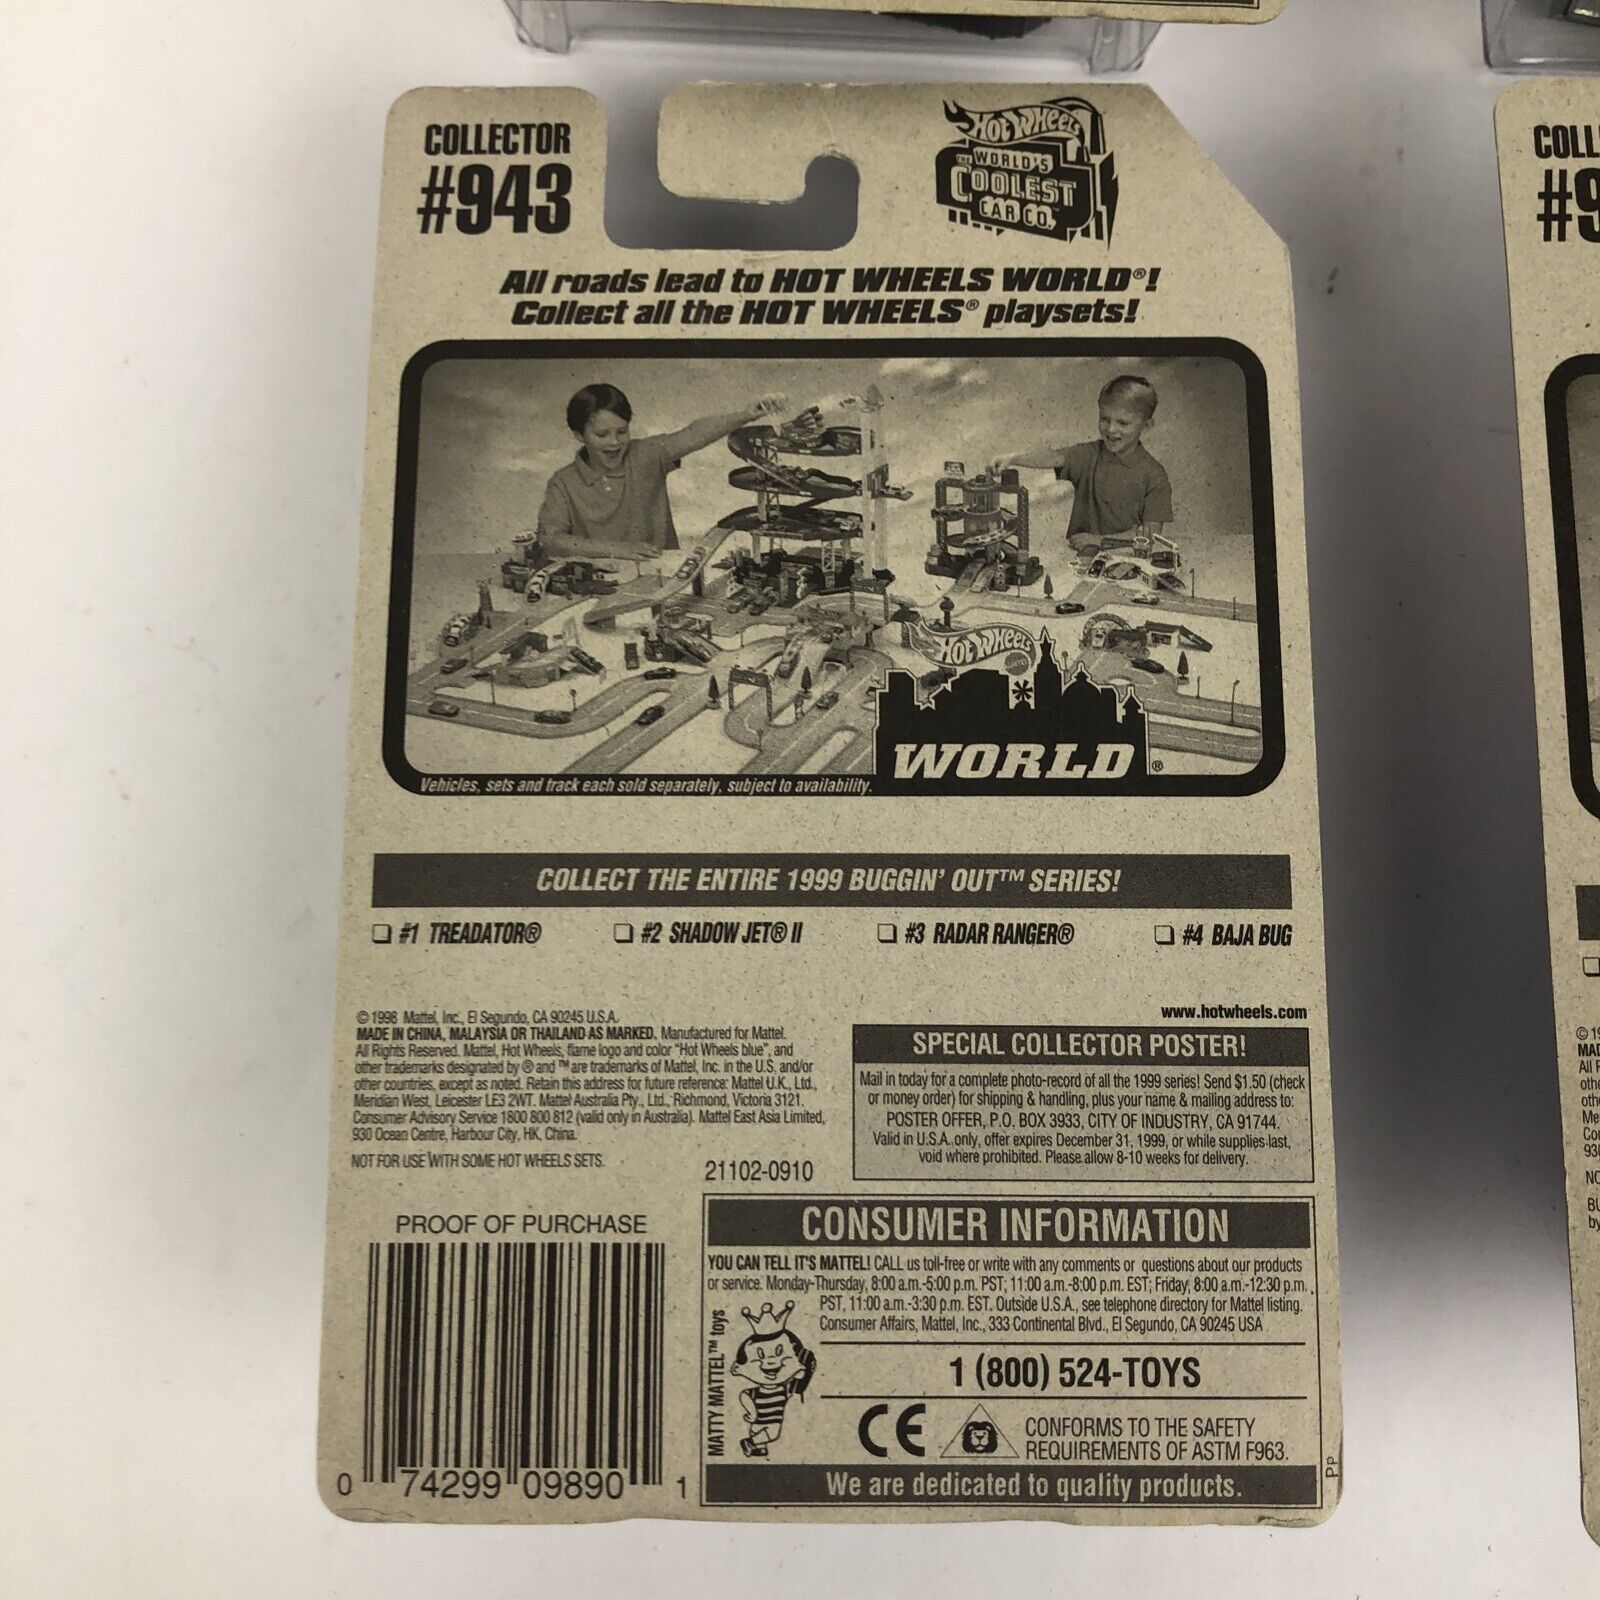 COLLECTOR
#943
HOT WHEELS
THE WORLD'S
COOLEST
CAR CO.™
All roads lead to HOT WHEELS WORLD®!
Collect all the HOT WHEELS® playsets!
HOT WHEELS
WORLD®
Vehicles, sets and track each sold separately, subject to availability.
COLLECT THE ENTIRE 1999 BUGGIN' OUT™ SERIES!
❏ #1 TREADATOR® ❏ #2 SHADOW JET® II ❏ #3 RADAR RANGER® ❏ #4 BAJA BUG
© 1998 Mattel, Inc., El Segundo, CA 90245 U.S.A.
MADE IN CHINA, MALAYSIA OR THAILAND AS MARKED. Manufactured for Mattel.
All Rights Reserved. Mattel, Hot Wheels, flame logo and color "Hot Wheels blue", and
other trademarks designated by ® and ™ are trademarks of Mattel, Inc. in the U.S. and/or
other countries, except as noted. Retain this address for future reference: Mattel U.K., Ltd.,
Meridian West, Leicester LE3 2WT. Mattel Australia Pty., Ltd., Richmond, Victoria 3121.
Consumer Advisory Service 1800 800 812 (valid only in Australia). Mattel East Asia Limited,
930 Ocean Centre, Harbour City, HK, China.
NOT FOR USE WITH SOME HOT WHEELS SETS.
21102-0910
www.hotwheels.com
SPECIAL COLLECTOR POSTER!
Mail in today for a complete photo-record of all the 1999 series! Send $1.50 (check
or money order) for shipping & handling, plus your name & mailing address to:
POSTER OFFER, P.O. BOX 3933, CITY OF INDUSTRY, CA 91744.
Valid in U.S.A. only, offer expires December 31, 1999, or while supplies last,
void where prohibited. Please allow 8-10 weeks for delivery.
PROOF OF PURCHASE
0 74299 09890 1
CONSUMER INFORMATION
YOU CAN TELL IT'S MATTEL! CALL us toll-free or write with any comments or questions about our products
or service. Monday-Thursday, 8:00 a.m.-5:00 p.m. PST; 11:00 a.m.-8:00 p.m. EST; Friday, 8:00 a.m.-12:30 p.m.
PST, 11:00 a.m.-3:30 p.m. EST. Outside U.S.A., see telephone directory for Mattel listing.
Consumer Affairs, Mattel, Inc., 333 Continental Blvd., El Segundo, CA 90245 USA
MATTY MATTEL™ toys
1 (800) 524-TOYS
CE
CONFORMS TO THE SAFETY
REQUIREMENTS OF ASTM F963.
We are dedicated to quality products.
PP
COLL
#9